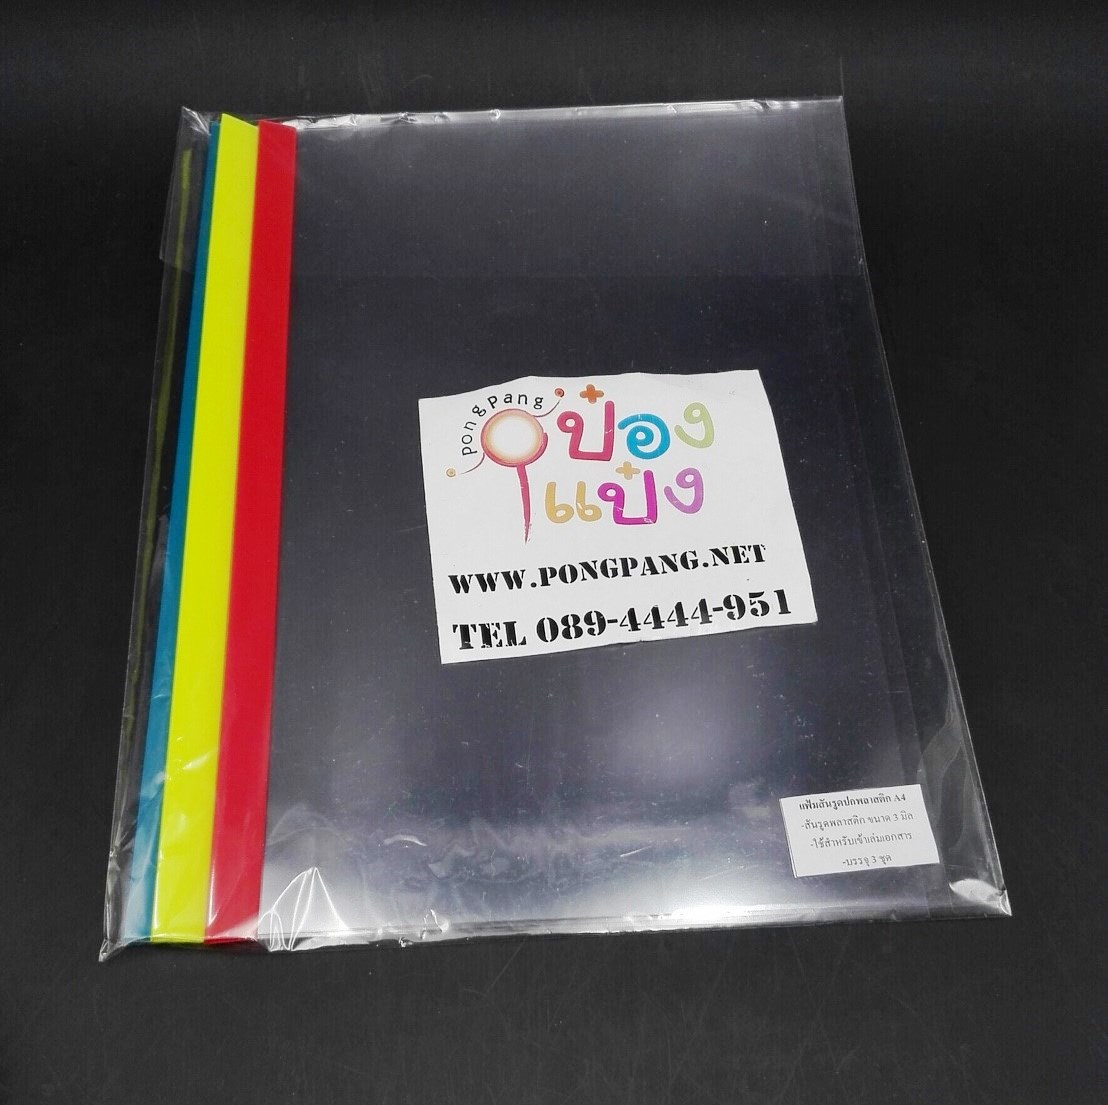 PongPang
ป๋อง
แป๋ง
WWW.PONGPANG.NET
TEL 089-4444-951
แฟ้มสันรูดปกพลาสติก A4
-สันรูดพลาสติก ขนาด 3 มิล
-ใช้สำหรับเข้าเล่มเอกสาร
-บรรจุ 3 ชุด